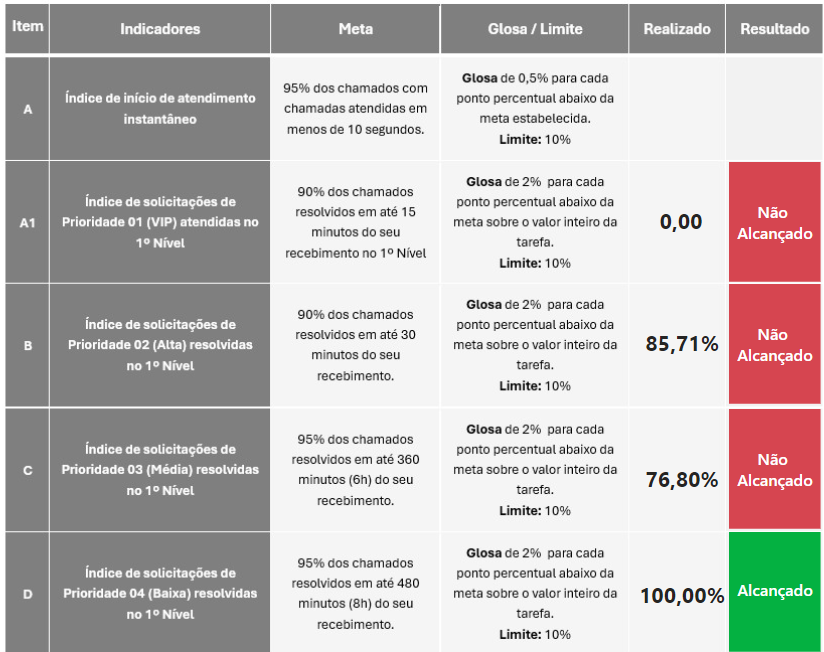 Item
Indicadores
Meta
Glosa / Limite
Realizado
Resultado
A
Índice de início de atendimento
instantâneo
95% dos chamados com
chamadas atendidas em
menos de 10 segundos.
Glosa de 0,5% para cada
ponto percentual abaixo da
meta estabelecida.
Limite: 10%
A1
Índice de solicitações de
Prioridade 01 (VIP) atendidas no
1º Nível
90% dos chamados
resolvidos em até 15
minutos do seu
recebimento no 1º Nível
Glosa de 2% para cada
ponto percentual abaixo da
meta sobre o valor inteiro da
tarefa.
Limite: 10%
0,00
Não
Alcançado
B
Índice de solicitações de
Prioridade 02 (Alta) resolvidas
no 1º Nível
90% dos chamados
resolvidos em até 30
minutos do seu
recebimento.
Glosa de 2% para cada
ponto percentual abaixo da
meta sobre o valor inteiro da
tarefa.
Limite: 10%
85,71%
Não
Alcançado
C
Índice de solicitações de
Prioridade 03 (Média) resolvidas
no 1º Nível
95% dos chamados
resolvidos em até 360
minutos (6h) do seu
recebimento.
Glosa de 2% para cada
ponto percentual abaixo da
meta sobre o valor inteiro da
tarefa.
Limite: 10%
76,80%
Não
Alcançado
D
Índice de solicitações de
Prioridade 04 (Baixa) resolvidas
no 1º Nível
95% dos chamados
resolvidos em até 480
minutos (8h) do seu
recebimento.
Glosa de 2% para cada
ponto percentual abaixo da
meta sobre o valor inteiro da
tarefa.
Limite: 10%
100,00%
Alcançado